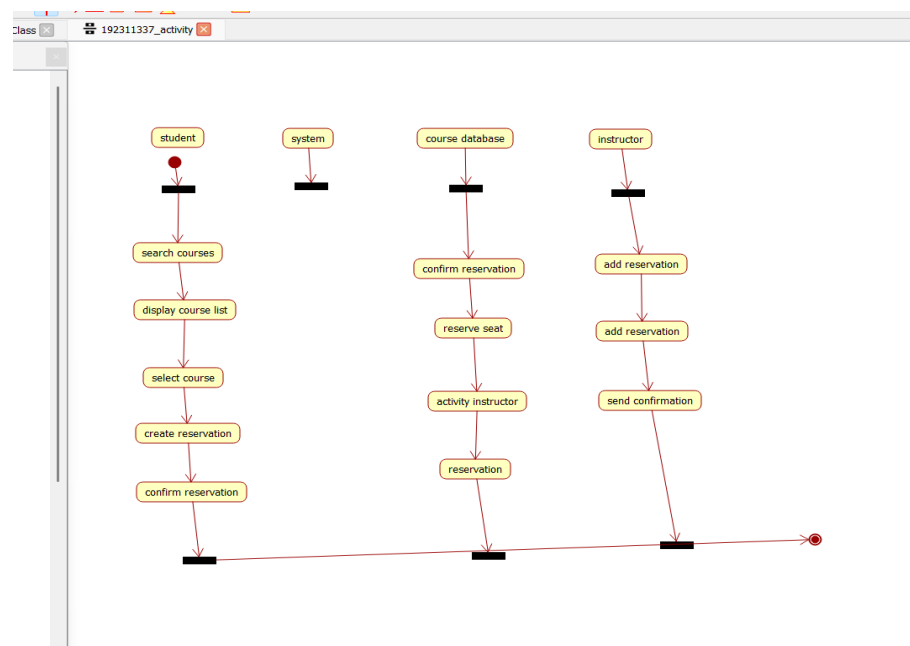 Class
192311337_activity
student
system
course database
instructor
search courses
display course list
select course
create reservation
confirm reservation
confirm reservation
reserve seat
activity instructor
reservation
add reservation
add reservation
send confirmation